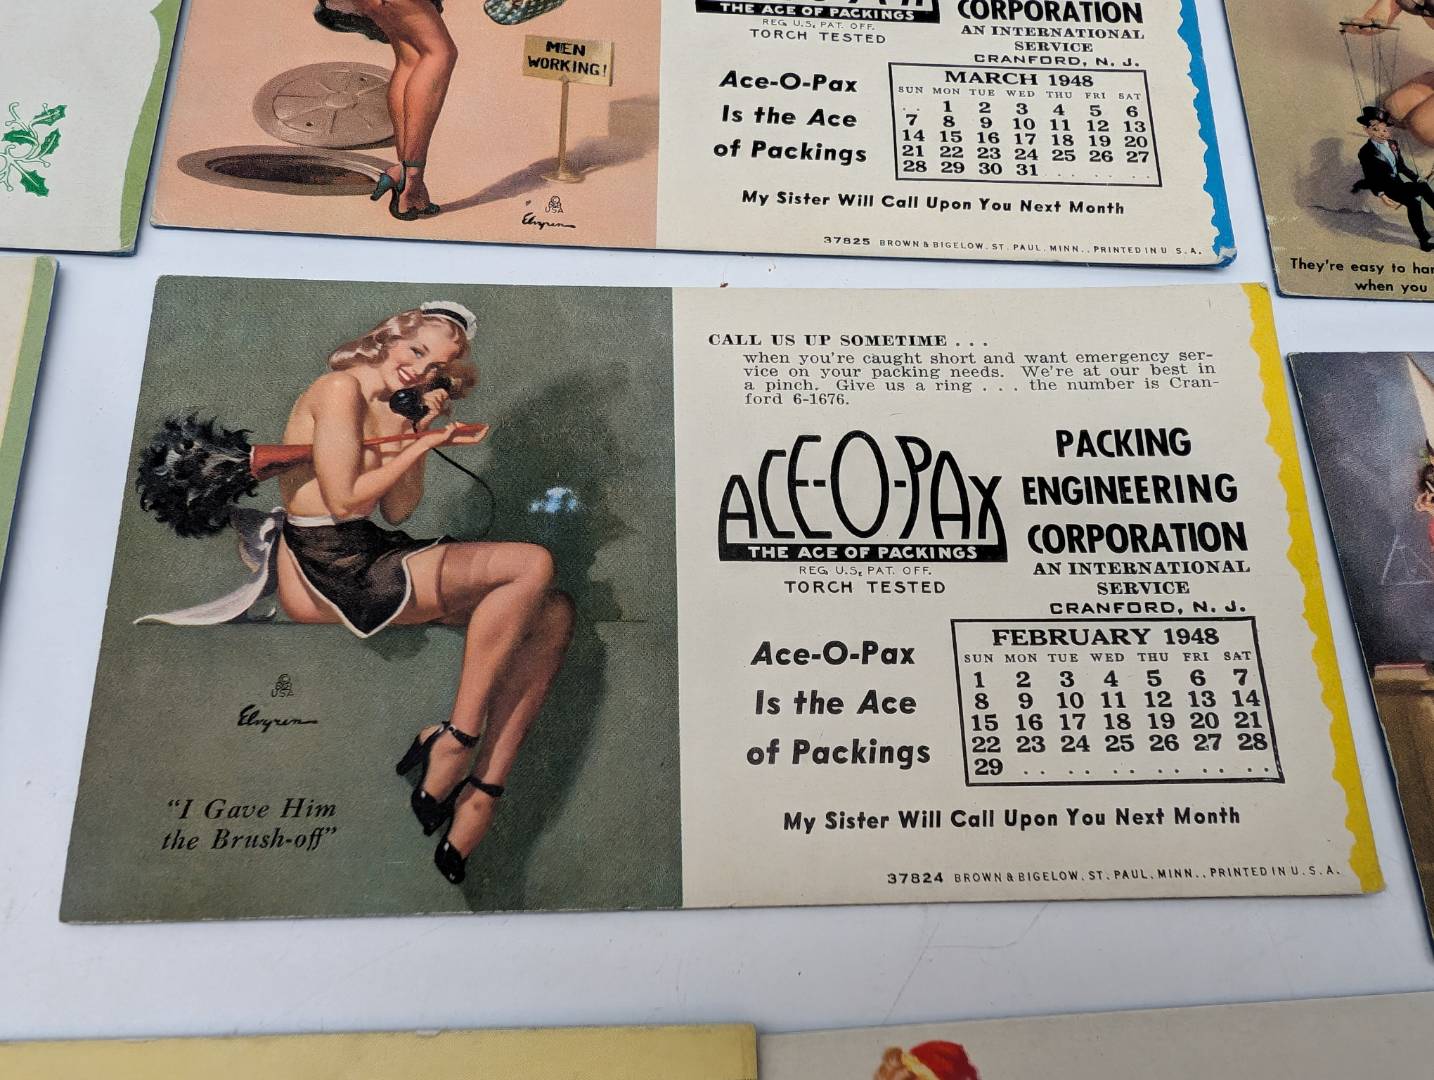 MEN
WORKING!
Elvgren
THE ACE OF PACKINGS
REG. U.S. PAT. OFF.
TORCH TESTED
CORPORATION
AN INTERNATIONAL
SERVICE
CRANFORD, N. J.
Ace-O-Pax
Is the Ace
of Packings
MARCH 1948
SUN MON TUE WED THU FRI SAT
. . 1 2 3 4 5 6
7 8 9 10 11 12 13
14 15 16 17 18 19 20
21 22 23 24 25 26 27
28 29 30 31 . . . . . .
My Sister Will Call Upon You Next Month
37825 BROWN & BIGELOW, ST. PAUL, MINN., PRINTED IN U. S. A.
They're easy to han
when you
USA
Elvgren
"I Gave Him
the Brush-off"
CALL US UP SOMETIME . . .
when you're caught short and want emergency ser-
vice on your packing needs. We're at our best in
a pinch. Give us a ring . . . the number is Cran-
ford 6-1676.
ACE-O-PAX
THE ACE OF PACKINGS
REG. U.S. PAT. OFF.
TORCH TESTED
PACKING
ENGINEERING
CORPORATION
AN INTERNATIONAL
SERVICE
CRANFORD, N. J.
Ace-O-Pax
Is the Ace
of Packings
FEBRUARY 1948
SUN MON TUE WED THU FRI SAT
1 2 3 4 5 6 7
8 9 10 11 12 13 14
15 16 17 18 19 20 21
22 23 24 25 26 27 28
29 . . . . . . . . . . . .
My Sister Will Call Upon You Next Month
37824 BROWN & BIGELOW, ST. PAUL, MINN., PRINTED IN U. S. A.